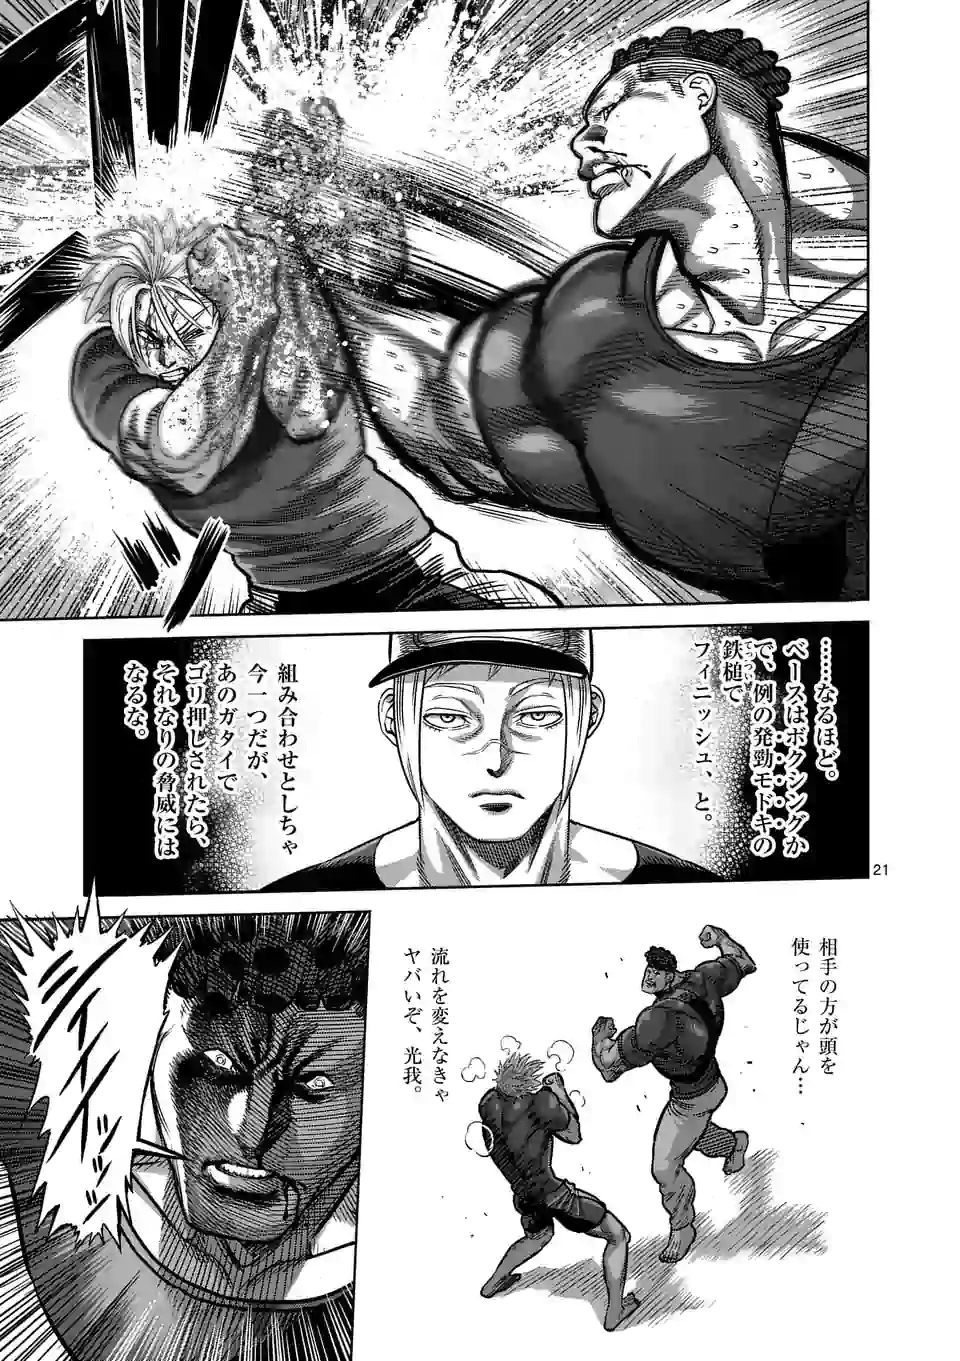 ……なるほど。
ベースはボクシングか
で、例の発勁モドキの
鉄槌で
てっつい
フィニッシュ、と。
組み合わせとしちゃ
今一つだが、
あのガタイで
ゴリ押しされたら、
それなりの脅威には
なるな。
21
相手の方が頭を
使ってるじゃん…
流れを変えなきゃ
ヤバいぞ、光我。